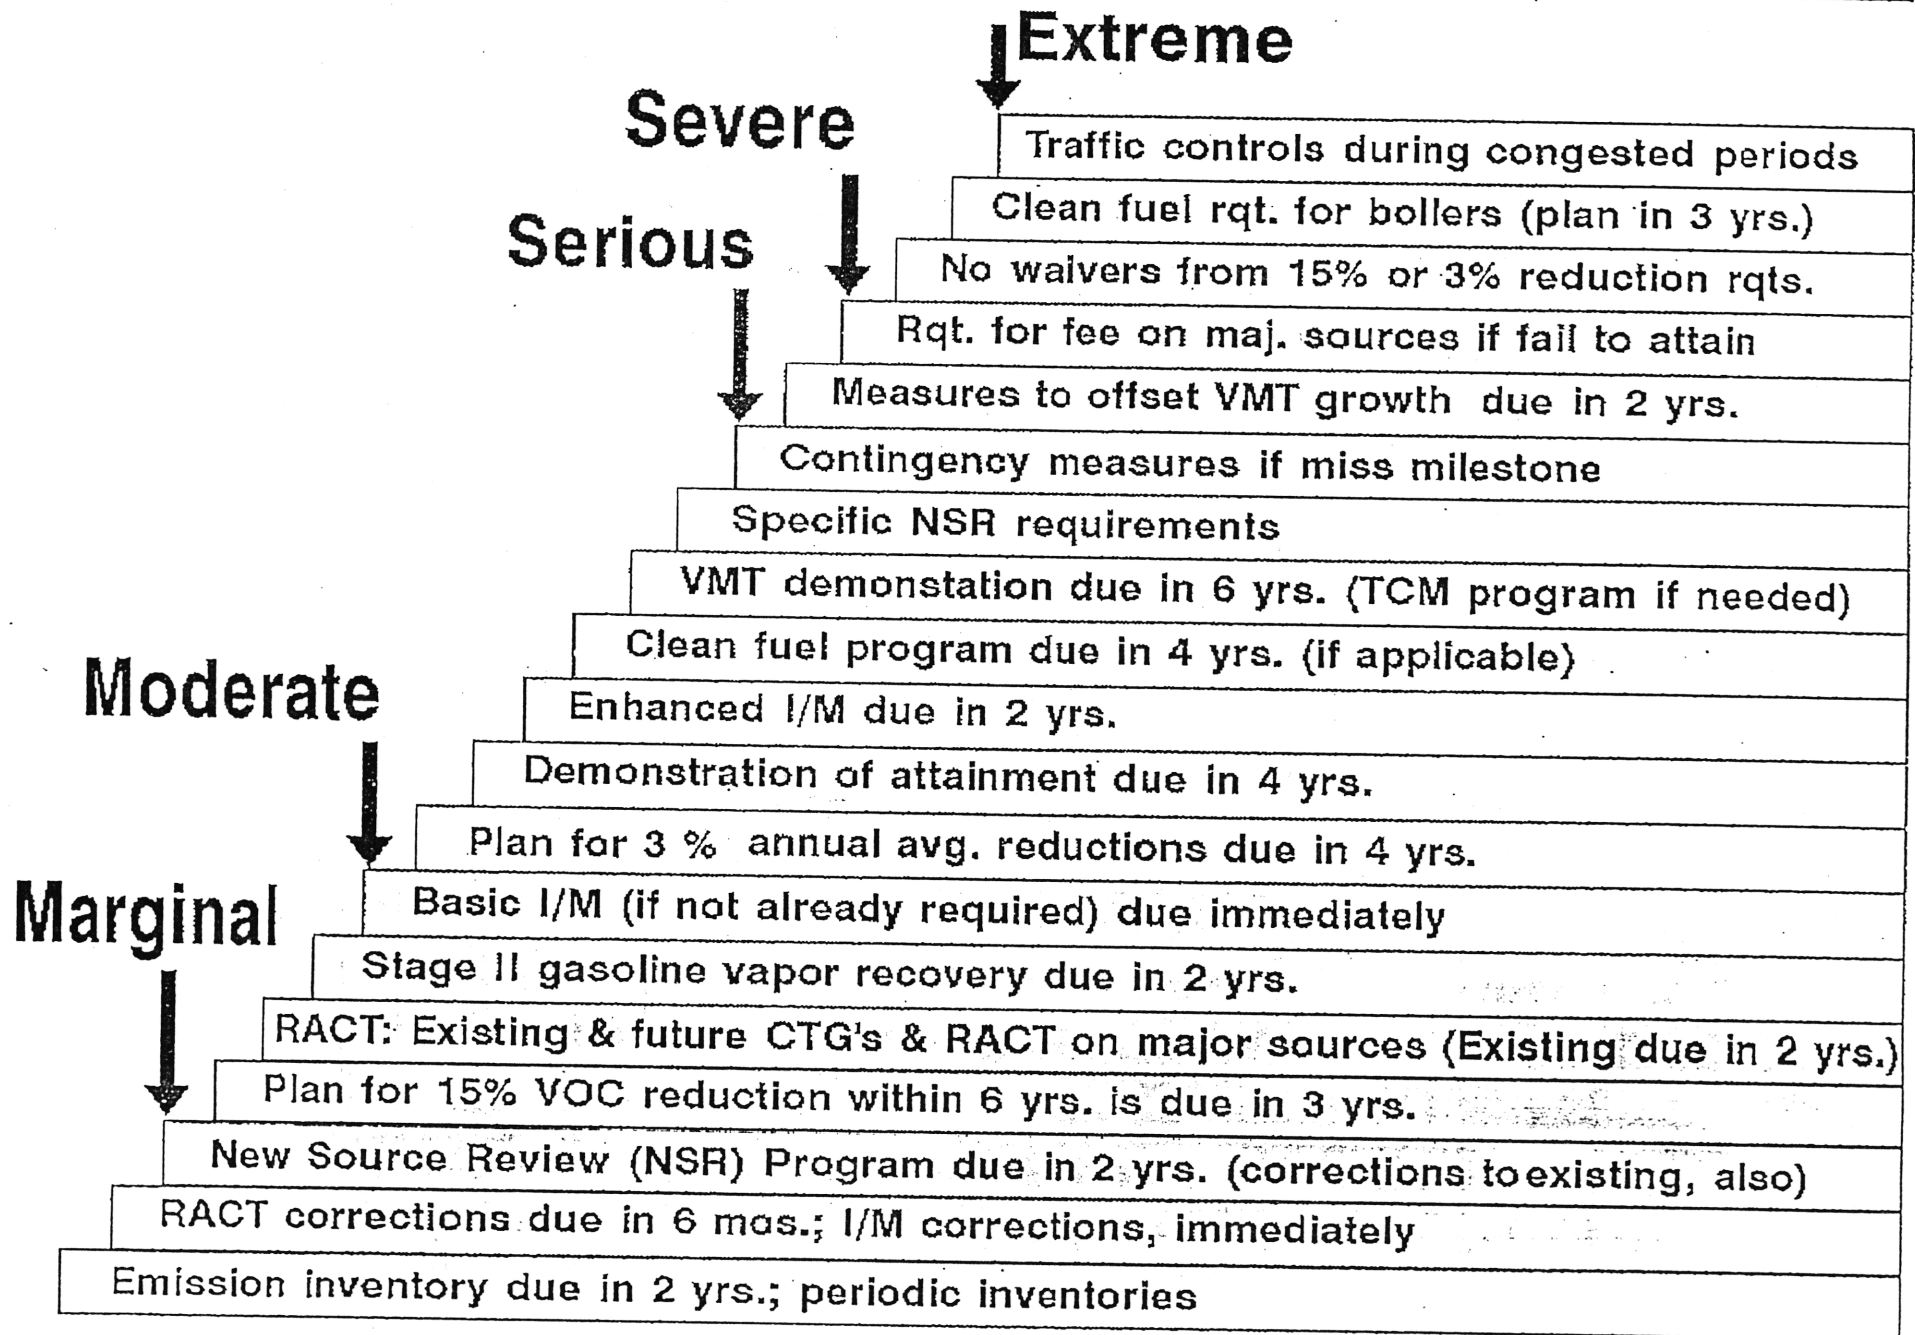 Extreme
Severe
Traffic controls during congested periods
Clean fuel rqt. for bollers (plan in 3 yrs.)
Serious
No waivers from 15% or 3% reduction rqts.
Rqt. for fee on maj. sources if fail to attain
Measures to offset VMT growth due in 2 yrs.
Contingency measures if miss milestone
Specific NSR requirements
VMT demonstation due in 6 yrs. (TCM program if needed)
Clean fuel program due in 4 yrs. (if applicable)
Moderate
Enhanced I/M due in 2 yrs.
Demonstration of attainment due in 4 yrs.
Plan for 3 % annual avg. reductions due in 4 yrs.
Marginal
Basic I/M (if not already required) due immediately
Stage II gasoline vapor recovery due in 2 yrs.
RACT: Existing & future CTG's & RACT on major sources (Existing due in 2 yrs.)
Plan for 15% VOC reduction within 6 yrs. is due in 3 yrs.
New Source Review (NSR) Program due in 2 yrs. (corrections to existing, also)
RACT corrections due in 6 mos.; I/M corrections, immediately
Emission inventory due in 2 yrs.; periodic inventories